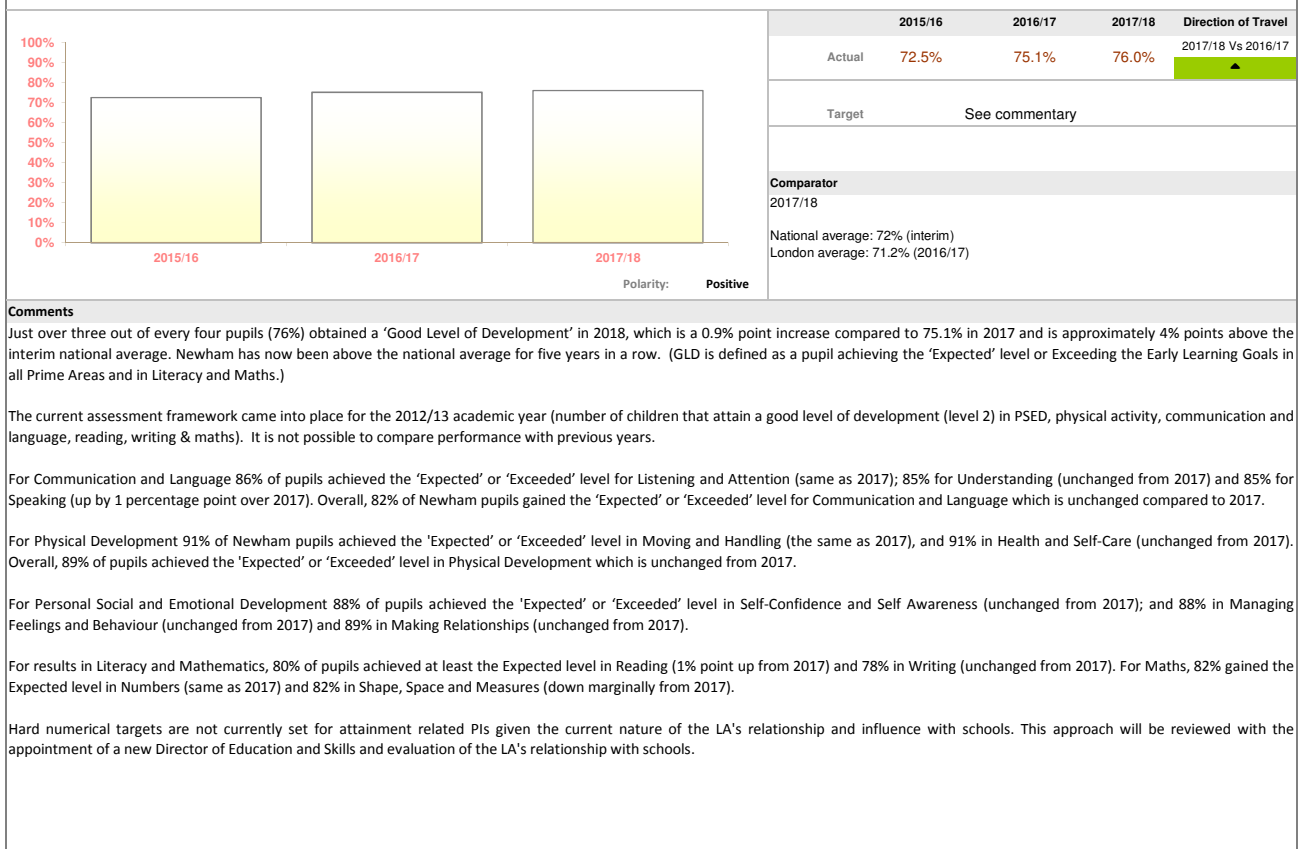 100%
90%
80%
70%
60%
50%
40%
30%
20%
10%
0%
2015/16 2016/17 2017/18
Polarity: Positive
2015/16 2016/17 2017/18 Direction of Travel
2017/18 Vs 2016/17
Actual 72.5% 75.1% 76.0%
Target See commentary
Comparator
2017/18
National average: 72% (interim)
London average: 71.2% (2016/17)
Comments
Just over three out of every four pupils (76%) obtained a ‘Good Level of Development’ in 2018, which is a 0.9% point increase compared to 75.1% in 2017 and is approximately 4% points above the
interim national average. Newham has now been above the national average for five years in a row. (GLD is defined as a pupil achieving the ‘Expected’ level or Exceeding the Early Learning Goals in
all Prime Areas and in Literacy and Maths.)
The current assessment framework came into place for the 2012/13 academic year (number of children that attain a good level of development (level 2) in PSED, physical activity, communication and
language, reading, writing & maths). It is not possible to compare performance with previous years.
For Communication and Language 86% of pupils achieved the ‘Expected’ or ‘Exceeded’ level for Listening and Attention (same as 2017); 85% for Understanding (unchanged from 2017) and 85% for
Speaking (up by 1 percentage point over 2017). Overall, 82% of Newham pupils gained the ‘Expected’ or ‘Exceeded’ level for Communication and Language which is unchanged compared to 2017.
For Physical Development 91% of Newham pupils achieved the 'Expected’ or ‘Exceeded’ level in Moving and Handling (the same as 2017), and 91% in Health and Self-Care (unchanged from 2017).
Overall, 89% of pupils achieved the 'Expected’ or ‘Exceeded’ level in Physical Development which is unchanged from 2017.
For Personal Social and Emotional Development 88% of pupils achieved the 'Expected’ or ‘Exceeded’ level in Self-Confidence and Self Awareness (unchanged from 2017); and 88% in Managing
Feelings and Behaviour (unchanged from 2017) and 89% in Making Relationships (unchanged from 2017).
For results in Literacy and Mathematics, 80% of pupils achieved at least the Expected level in Reading (1% point up from 2017) and 78% in Writing (unchanged from 2017). For Maths, 82% gained the
Expected level in Numbers (same as 2017) and 82% in Shape, Space and Measures (down marginally from 2017).
Hard numerical targets are not currently set for attainment related PIs given the current nature of the LA's relationship and influence with schools. This approach will be reviewed with the
appointment of a new Director of Education and Skills and evaluation of the LA's relationship with schools.